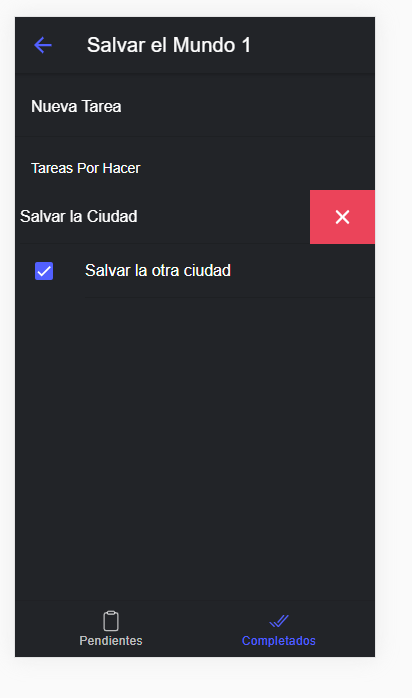 Salvar el Mundo 1
Nueva Tarea
Tareas Por Hacer
Salvar la Ciudad
Salvar la otra ciudad
Pendientes
Completados